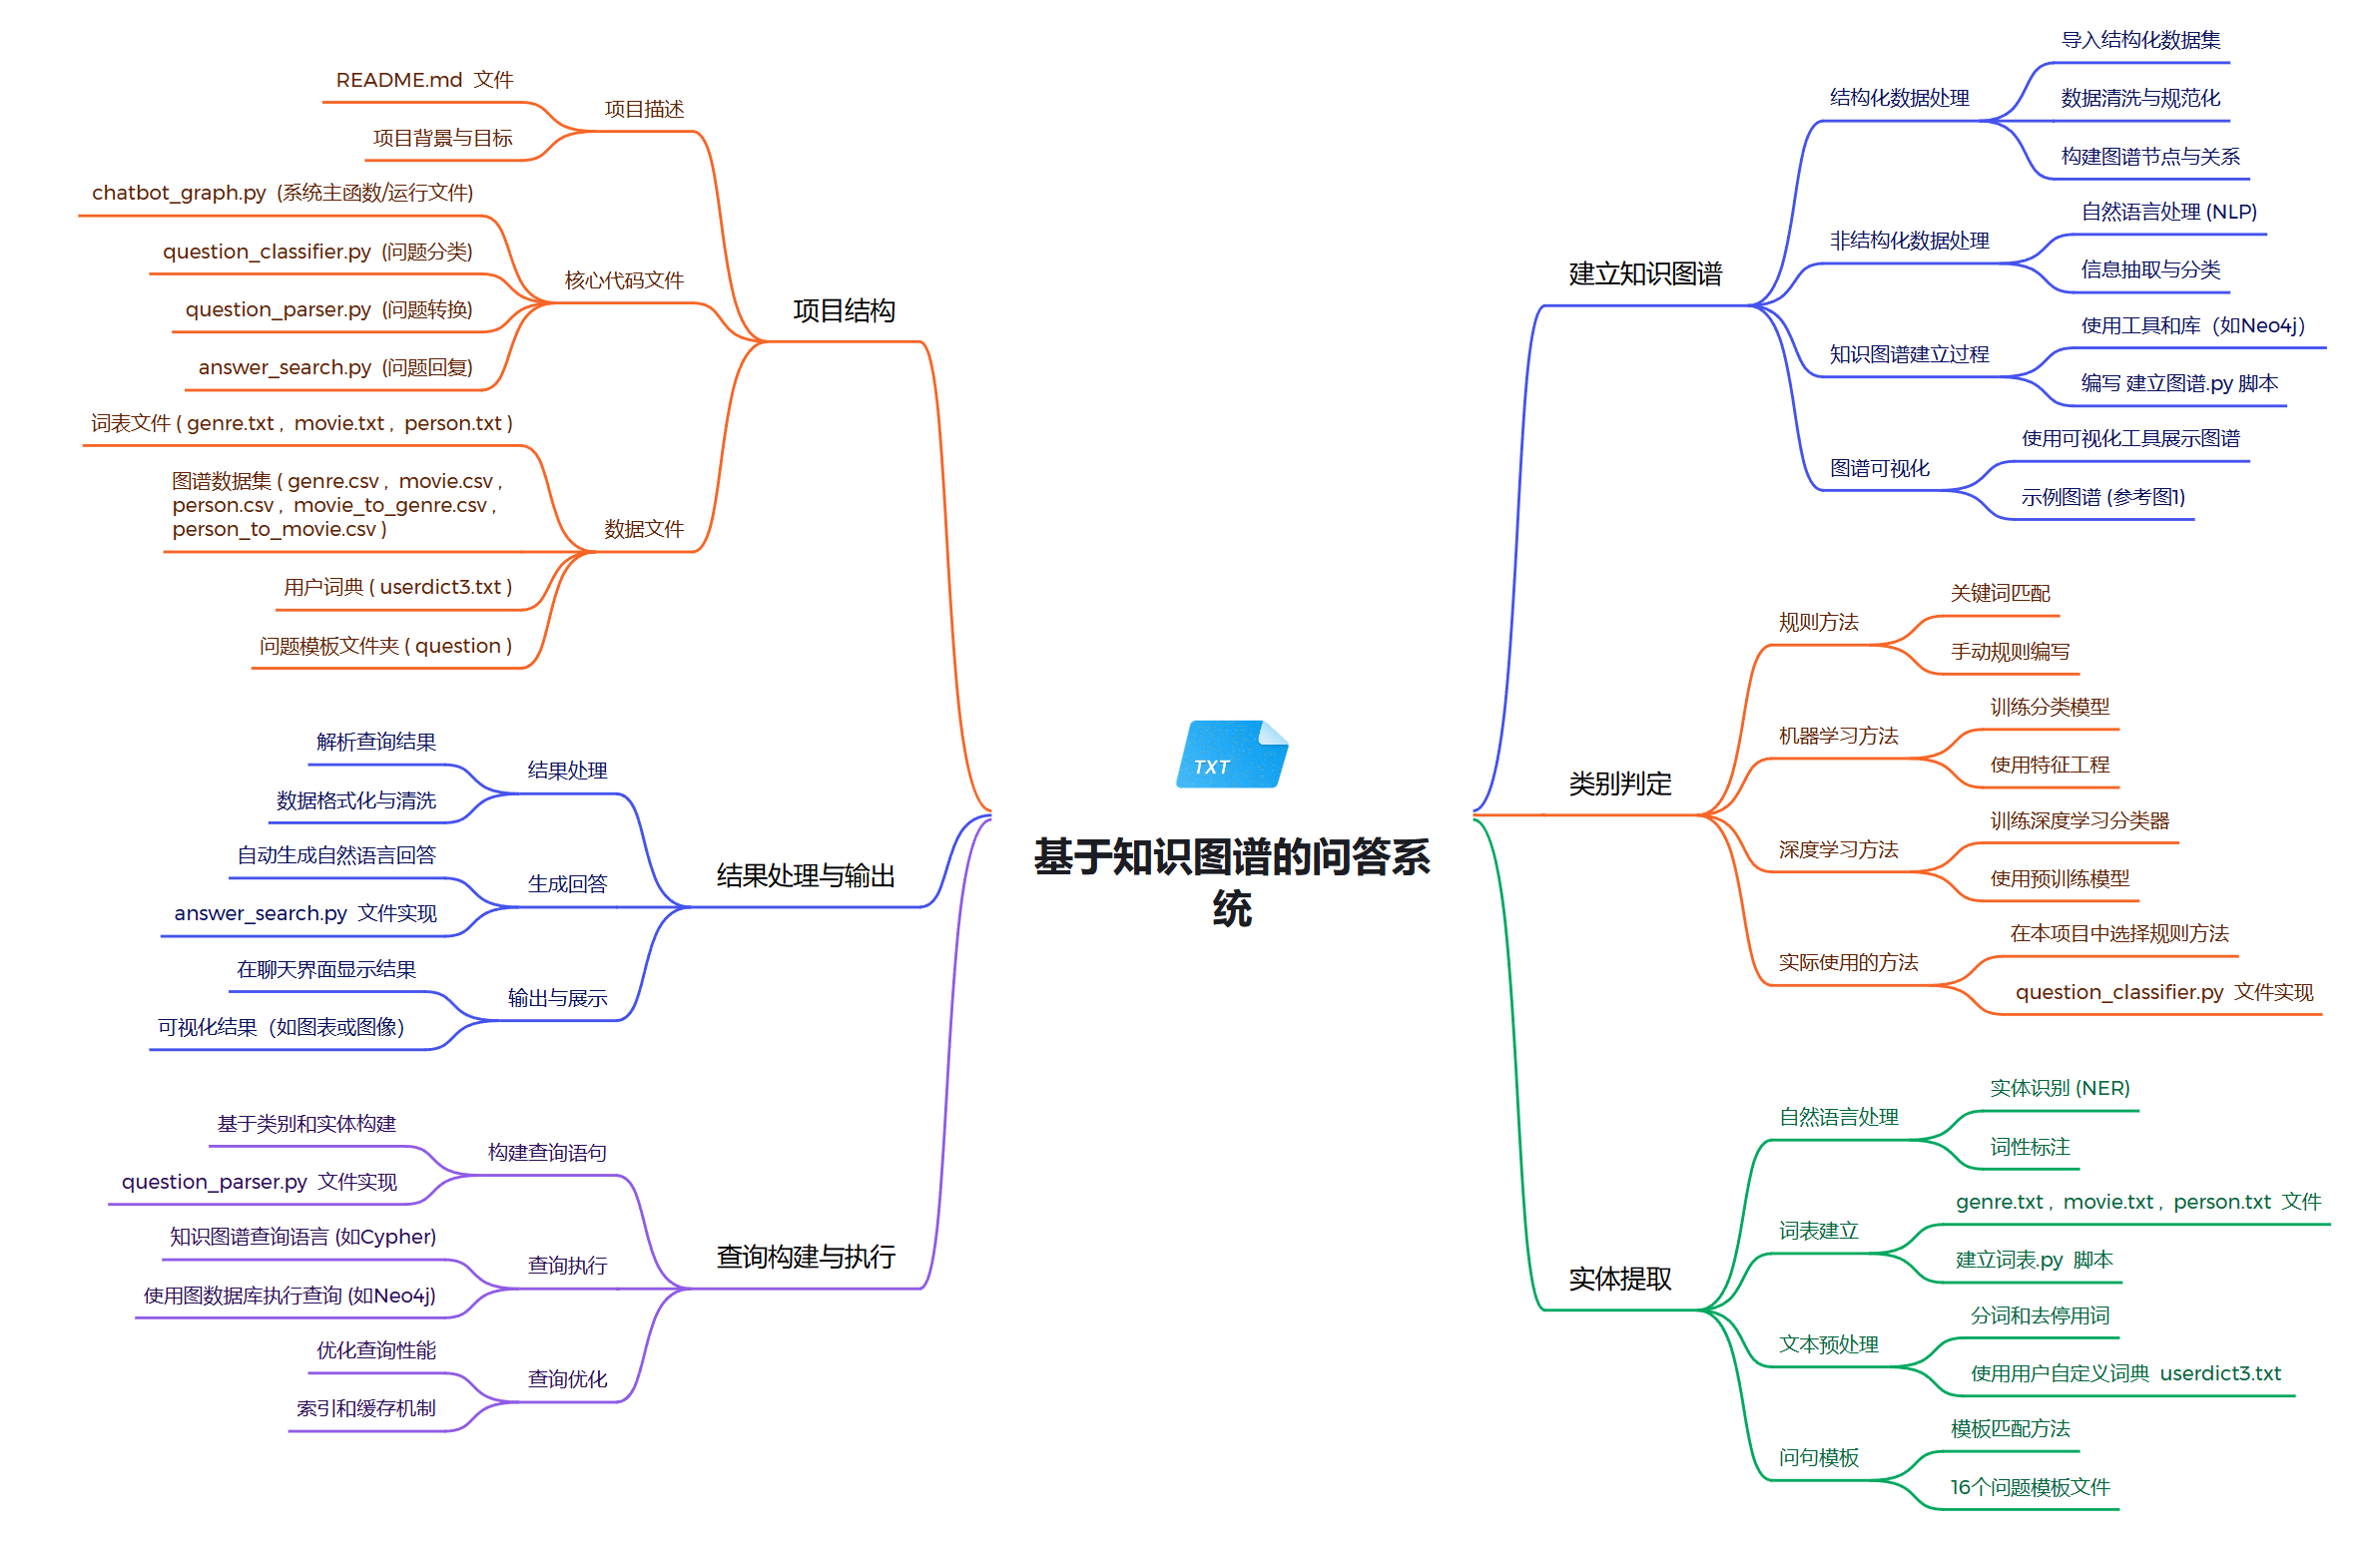 TXT
基于知识图谱的问答系
统
建立知识图谱
结构化数据处理
导入结构化数据集
数据清洗与规范化
构建图谱节点与关系
非结构化数据处理
自然语言处理 (NLP)
信息抽取与分类
知识图谱建立过程
使用工具和库（如Neo4j）
编写 建立图谱.py 脚本
图谱可视化
使用可视化工具展示图谱
示例图谱 (参考图1)
类别判定
规则方法
关键词匹配
手动规则编写
机器学习方法
训练分类模型
使用特征工程
深度学习方法
训练深度学习分类器
使用预训练模型
实际使用的方法
在本项目中选择规则方法
question_classifier.py 文件实现
实体提取
自然语言处理
实体识别 (NER)
词性标注
词表建立
genre.txt , movie.txt , person.txt 文件
建立词表.py 脚本
文本预处理
分词和去停用词
使用用户自定义词典 userdict3.txt
问句模板
模板匹配方法
16个问题模板文件
项目结构
项目描述
README.md 文件
项目背景与目标
核心代码文件
chatbot_graph.py (系统主函数/运行文件)
question_classifier.py (问题分类)
question_parser.py (问题转换)
answer_search.py (问题回复)
数据文件
词表文件 ( genre.txt , movie.txt , person.txt )
图谱数据集 ( genre.csv , movie.csv ,
person.csv , movie_to_genre.csv ,
person_to_movie.csv )
用户词典 ( userdict3.txt )
问题模板文件夹 ( question )
结果处理与输出
结果处理
解析查询结果
数据格式化与清洗
生成回答
自动生成自然语言回答
answer_search.py 文件实现
输出与展示
在聊天界面显示结果
可视化结果（如图表或图像）
查询构建与执行
构建查询语句
基于类别和实体构建
question_parser.py 文件实现
查询执行
知识图谱查询语言 (如Cypher)
使用图数据库执行查询 (如Neo4j)
查询优化
优化查询性能
索引和缓存机制